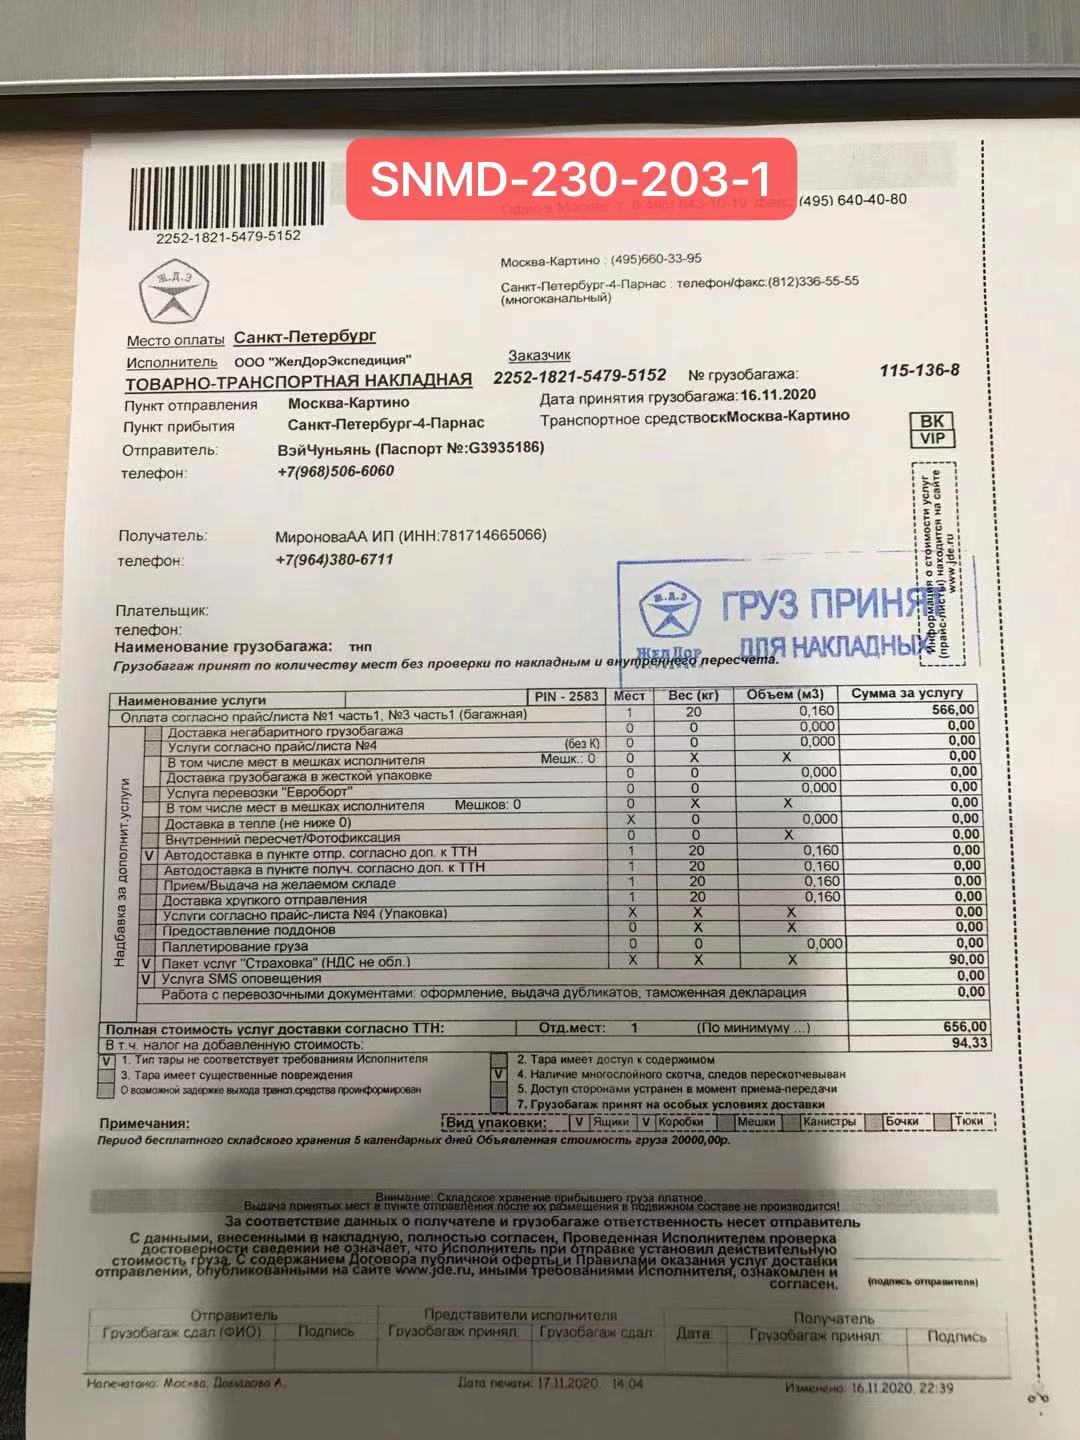 SNMD-230-203-1
(495) 640-40-80
2252-1821-5479-5152
Москва-Картино : (495)660-33-95
Санкт-Петербург-4-Парнас : телефон/факс:(812)336-55-55
(многоканальный)
Ж.Д.Э
Место оплаты Санкт-Петербург
Исполнитель ООО "ЖелДорЭкспедиция" Заказчик
ТОВАРНО-ТРАНСПОРТНАЯ НАКЛАДНАЯ 2252-1821-5479-5152 № грузобагажа: 115-136-8
Пункт отправления Москва-Картино Дата принятия грузобагажа:16.11.2020
Пункт прибытия Санкт-Петербург-4-Парнас Транспортное средствоскМосква-Картино
ВК
VIP
Отправитель: ВэйЧуньянь (Паспорт №:G3935186)
телефон: +7(968)506-6060
Информация о стоимости услуг
(прайс-листы) находится на сайте
www.jde.ru
Получатель: МироноваАА ИП (ИНН:781714665066)
телефон: +7(964)380-6711
Ж.Д.Э
ГРУЗ ПРИНЯТ
ЖелДор
ДЛЯ НАКЛАДНЫХ
Плательщик:
телефон:
Наименование грузобагажа: тнп
Грузобагаж принят по количеству мест без проверки по накладным и внутреннего пересчета.
Наименование услуги PIN - 2583 Мест Вес (кг) Объем (м3) Сумма за услугу
Оплата согласно прайс/листа №1 часть1, №3 часть1 (багажная) 1 20 0,160 566,00
Надбавка за дополнит.услуги
Доставка негабаритного грузобагажа 0 0 0,000 0,00
Услуги согласно прайс/листа №4 (без К) 0 0 0,000 0,00
В том числе мест в мешках исполнителя Мешк.: 0 0 X X 0,00
Доставка грузобагажа в жесткой упаковке 0 0 0,000 0,00
Услуга перевозки "Евроборт" 0 0 0,000 0,00
В том числе мест в мешках исполнителя Мешков: 0 0 X X 0,00
Доставка в тепле (не ниже 0) X 0 0,000 0,00
Внутренний пересчет/Фотофиксация 0 0 X 0,00
V Автодоставка в пункте отпр. согласно доп. к ТТН 1 20 0,160 0,00
Автодоставка в пункте получ. согласно доп. к ТТН 1 20 0,160 0,00
Прием/Выдача на желаемом складе 1 20 0,160 0,00
Доставка хрупкого отправления 1 20 0,160 0,00
Услуги согласно прайс-листа №4 (Упаковка) X X X 0,00
Предоставление поддонов 0 X X 0,00
Паллетирование груза 0 0 0,000 0,00
V Пакет услуг "Страховка" (НДС не обл.) X X X 90,00
V Услуга SMS оповещения 0,00
Работа с перевозочными документами: оформление, выдача дубликатов, таможенная декларация 0,00
Полная стоимость услуг доставки согласно ТТН: Отд.мест: 1 (По минимуму ...) 656,00
В т.ч. налог на добавленную стоимость: 94,33
V 1. Тип тары не соответствует требованиям Исполнителя 2. Тара имеет доступ к содержимом
3. Тара имеет существенные повреждения V 4. Наличие многослойного скотча, следов перескотчевыван
О возможной задержке выхода трансп.средства проинформирован 5. Доступ сторонами устранен в момент приема-передачи
7. Грузобагаж принят на особых условиях доставки
Примечания: Вид упаковки: V Ящики V Коробки Мешки Канистры Бочки Тюки
Период бесплатного складского хранения 5 календарных дней Объявленная стоимость груза 20000,00р.
Внимание: Складское хранение прибывшего груза платное.
Выдача принятых мест в пункте отправления после их размещения в подвижном составе не производится!
За соответствие данных о получателе и грузобагаже ответственность несет отправитель
С данными, внесенными в накладную, полностью согласен, Проведенная Исполнителем проверка
достоверности сведений не означает, что Исполнитель при отправке установил действительную
стоимость груза. С содержанием Договора публичной оферты и Правилами оказания услуг доставки
отправлений, опубликованными на сайте www.jde.ru, иными требованиями Исполнителя, ознакомлен и
согласен.
(подпись отправителя)
Отправитель Представители исполнителя Получатель
Грузобагаж сдал (ФИО) Подпись Грузобагаж принял: Грузобагаж сдал: Дата: Грузобагаж принял: Подпись
Напечатано: Москва, Давыдова А. Дата печати: 17.11.2020 14:04 Изменено: 16.11.2020, 22:39